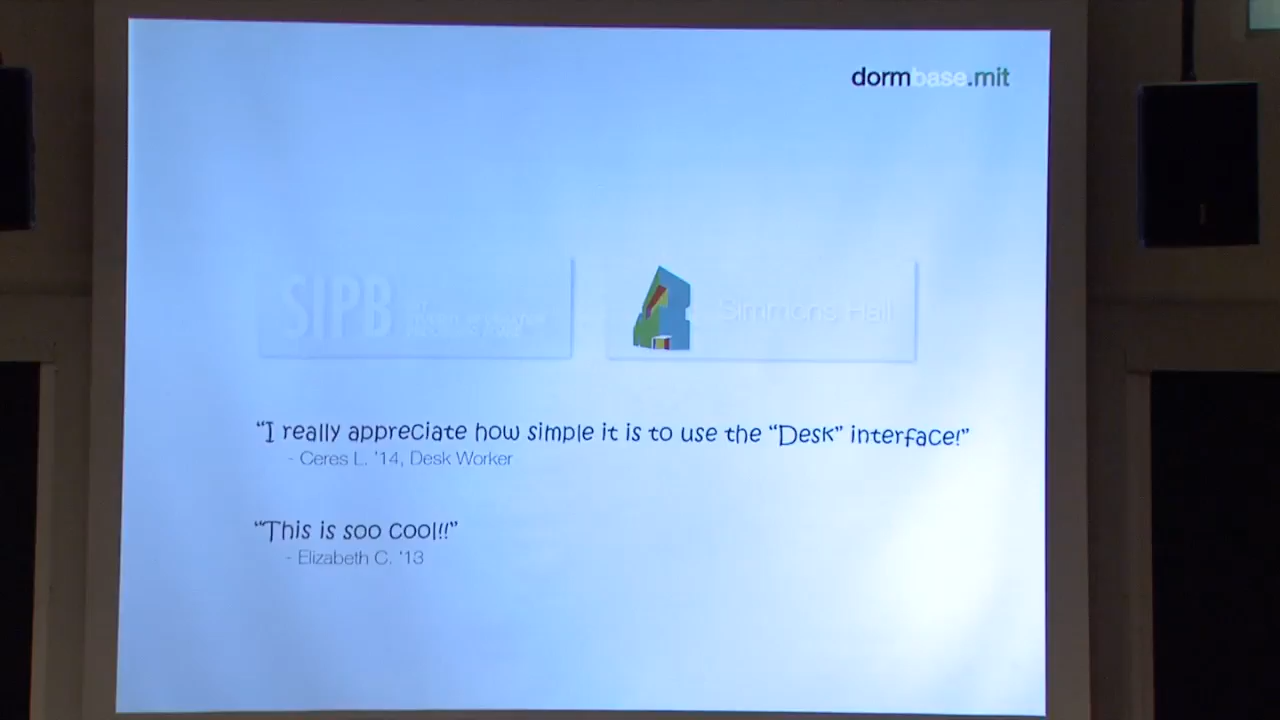 dormbase.mit
SIPB
Simmons Hall
“I really appreciate how simple it is to use the “Desk” interface!”
- Ceres L. '14, Desk Worker
“This is soo cool!!”
- Elizabeth C. '13